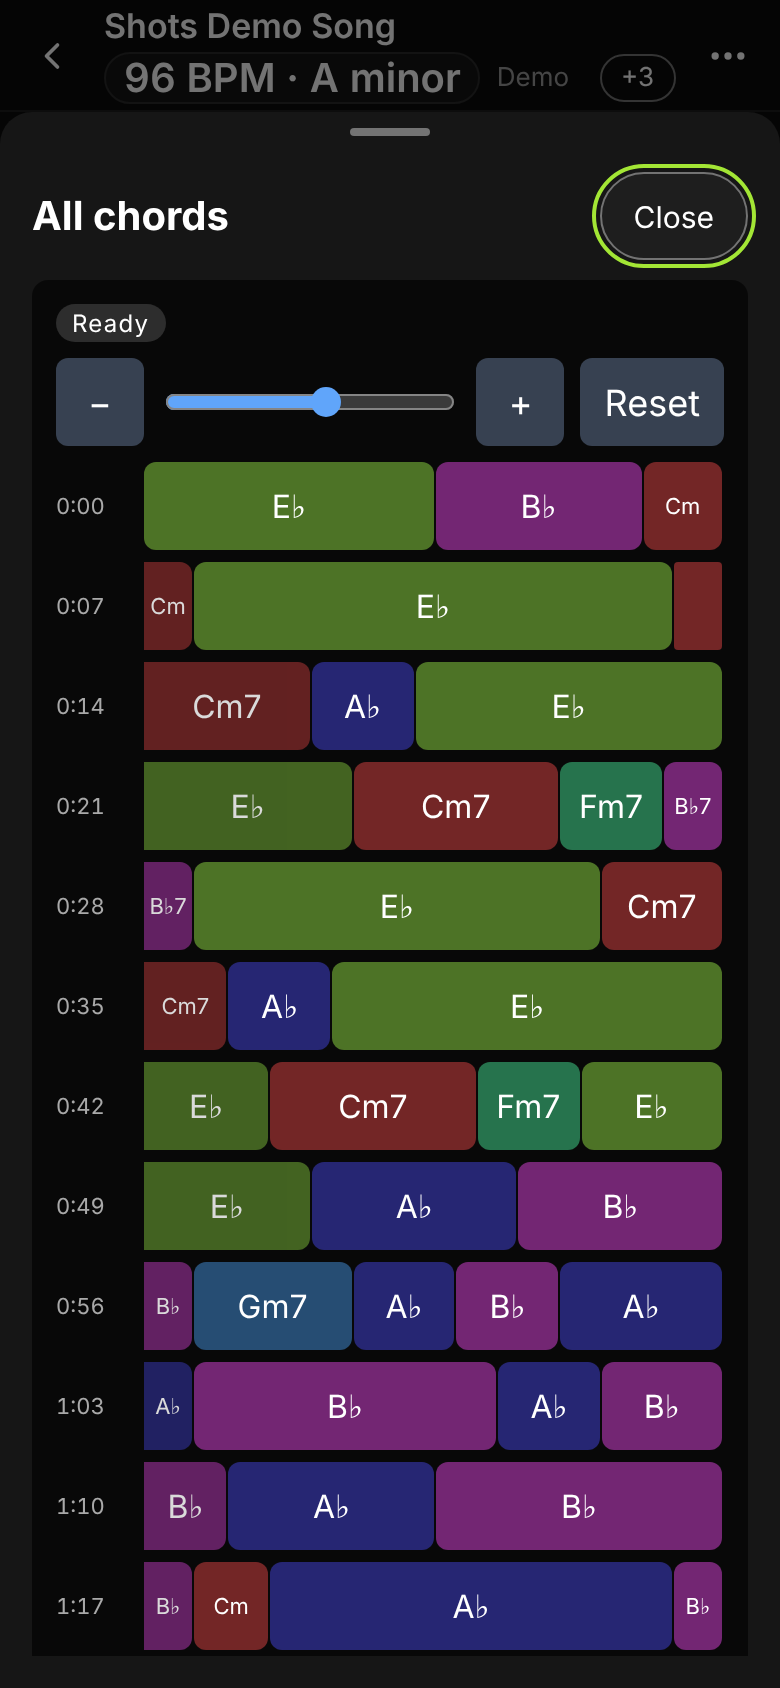 Shots Demo Song
96 BPM · A minor Demo +3 •••
All chords Close
Ready
− + Reset
0:00 E♭ B♭ Cm
0:07 Cm E♭
0:14 Cm7 A♭ E♭
0:21 E♭ Cm7 Fm7 B♭7
0:28 B♭7 E♭ Cm7
0:35 Cm7 A♭ E♭
0:42 E♭ Cm7 Fm7 E♭
0:49 E♭ A♭ B♭
0:56 B♭ Gm7 A♭ B♭ A♭
1:03 A♭ B♭ A♭ B♭
1:10 B♭ A♭ B♭
1:17 B♭ Cm A♭ B♭